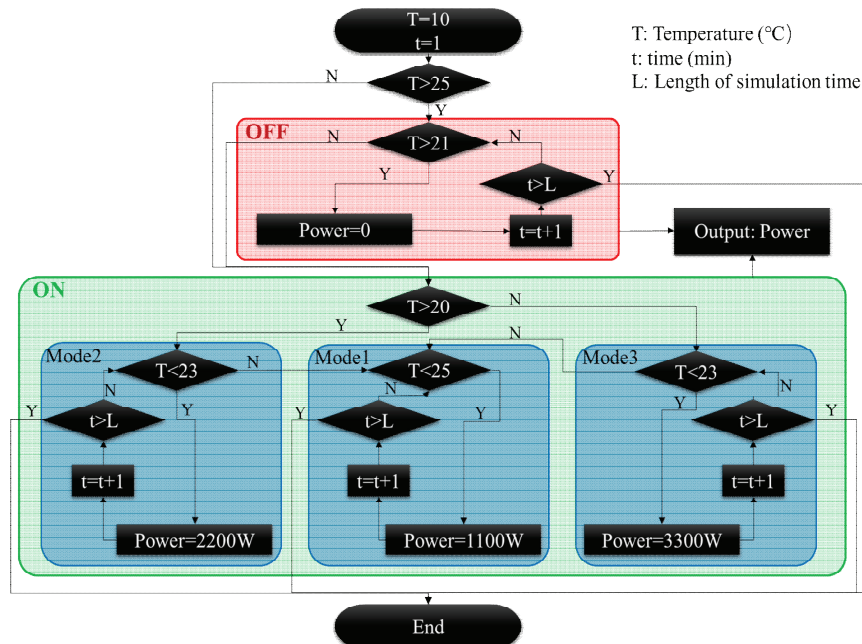 T=10
t=1
T: Temperature (℃)
t: time (min)
L: Length of simulation time
N
T>25
Y
OFF
N
T>21
N
Y
t>L
Y
Power=0
t=t+1
Output: Power
ON
T>20
N
Y
N
Mode2
T<23
N
Mode1
T<25
Mode3
T<23
N
N
N
Y
t>L
Y
Y
t>L
Y
Y
t>L
Y
t=t+1
t=t+1
t=t+1
Power=2200W
Power=1100W
Power=3300W
End